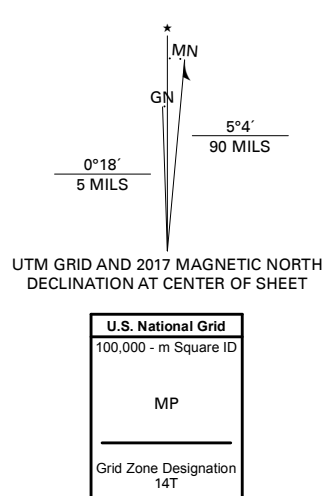 ★
MN
GN
5°4´
90 MILS
0°18´
5 MILS
UTM GRID AND 2017 MAGNETIC NORTH
DECLINATION AT CENTER OF SHEET
U.S. National Grid
100,000 - m Square ID
MP
Grid Zone Designation
14T